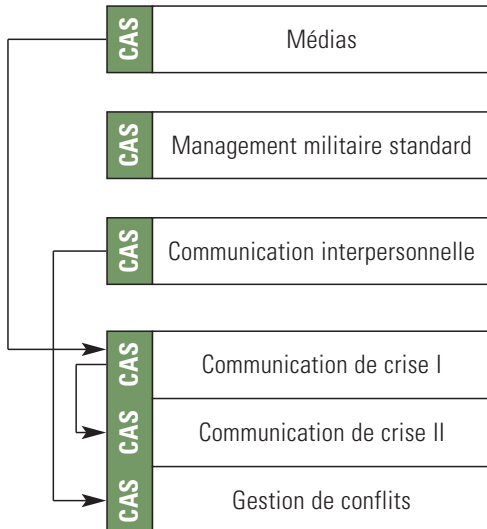 CAS Médias
CAS Management militaire standard
CAS Communication interpersonnelle
CAS Communication de crise I
CAS Communication de crise II
CAS Gestion de conflits